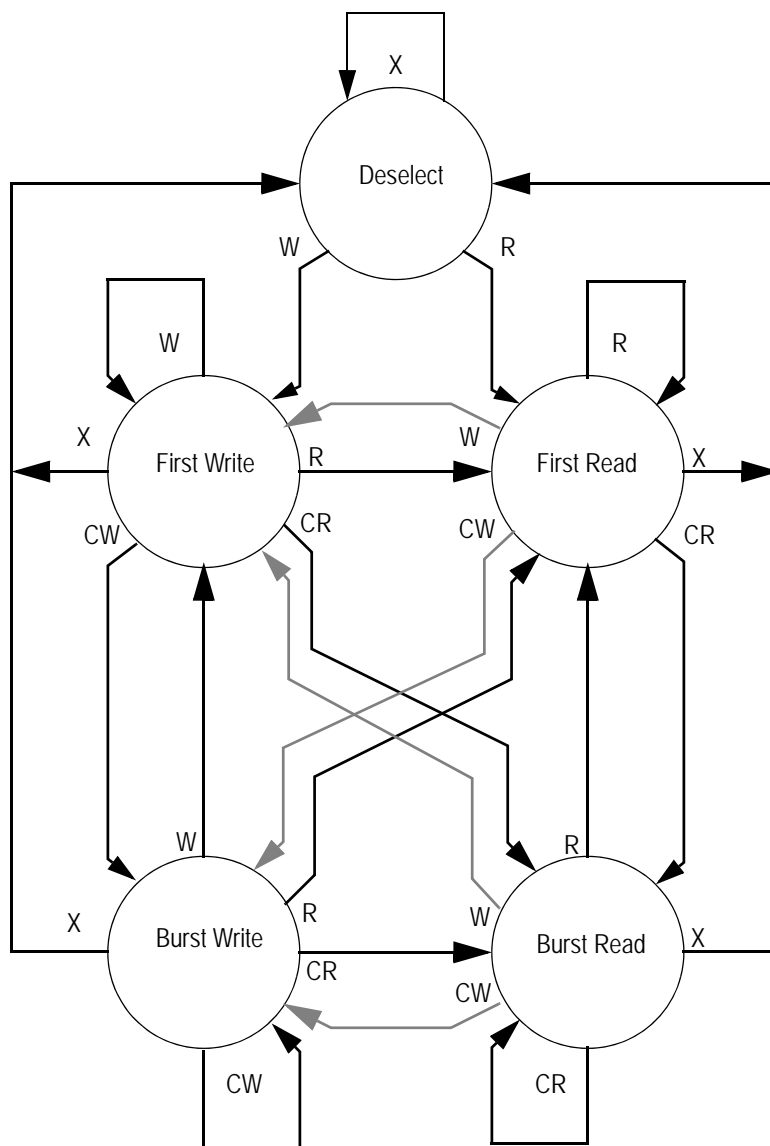 X
Deselect
W
R
W
R
X
W
First Write
R
First Read
X
CW
CR
CW
CR
W
R
X
R
W
Burst Write
Burst Read
X
CR
CW
CW
CR